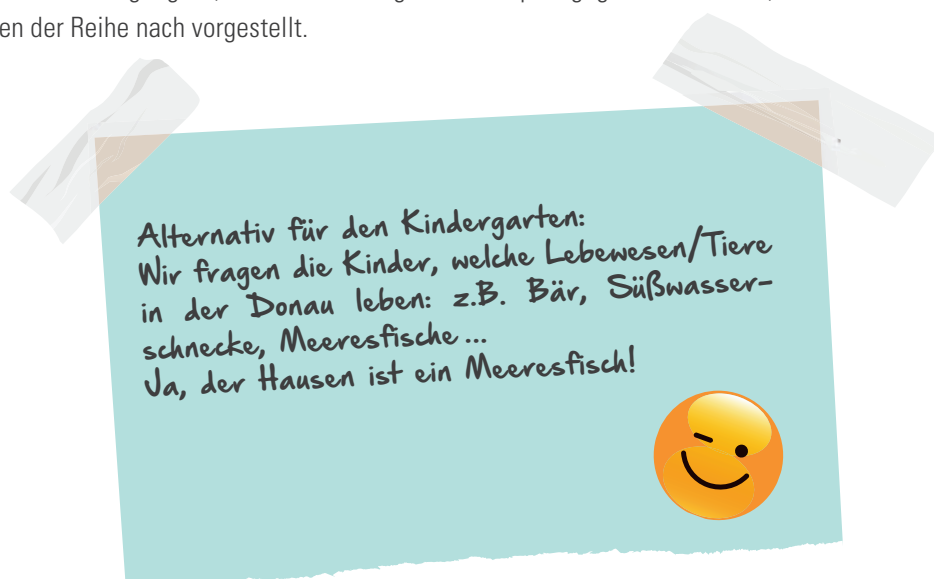 en der Reihe nach vorgestellt.
Alternativ für den Kindergarten:
Wir fragen die Kinder, welche Lebewesen/Tiere
in der Donau leben: z.B. Bär, Süßwasser-
schnecke, Meeresfische ...
Ja, der Hausen ist ein Meeresfisch!